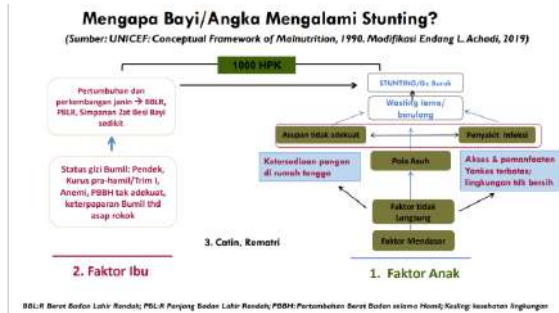 Mengapa Bayi/Angka Mengalami Stunting?
(Sumber: UNICEF: Conceptual Framework of Malnutrition, 1990. Modifikasi Endang L. Achadi, 2019)
1000 HPK
Pertumbuhan dan
perkembangan janin → BBLR,
PBLR, Simpanan Zat Besi Bayi
sedikit
STUNTING/Gz Buruk
Wasting lama/
berulang
Asupan tidak adekuat
Penyakit infeksi
Status gizi Bumil: Pendek,
Kurus pra-hamil/Trim I,
Anemi, PBBH tak adekuat,
keterpaparan Bumil thd
asap rokok
Ketersediaan pangan
di rumah tangga
Pola Asuh
Akses & pemanfaatan
Yankes terbatas;
lingkungan tdk bersih
Faktor tidak
Langsung
Faktor Mendasar
3. Catin, Rematri
2. Faktor Ibu
1. Faktor Anak
BBL:R Berat Badan Lahir Rendah; PBL:R Panjang Badan Lahir Rendah; PBBH: Pertambahan Berat Badan selama Hamil; Kesling: kesehatan lingkungan